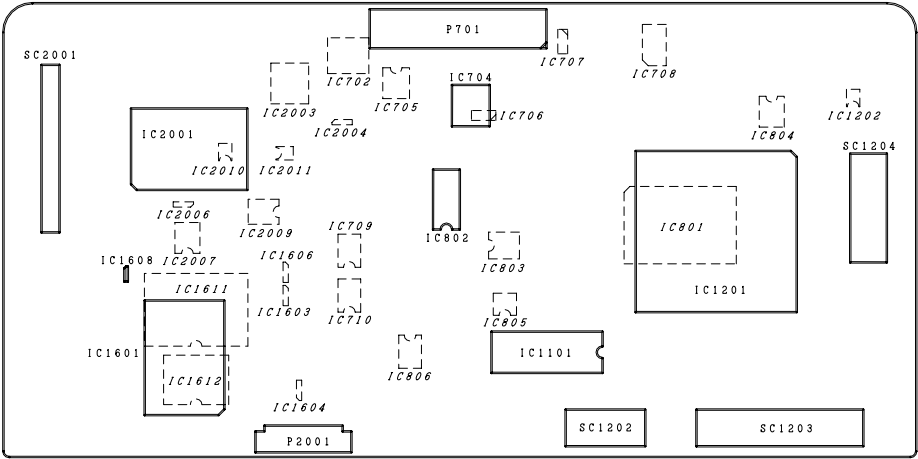 P701
SC2001
IC707
IC708
IC702
IC704
IC705
IC2003
IC706
IC1202
IC2004
IC2001
IC804
SC1204
IC2010
IC2011
IC2006
IC709
IC801
IC2009
IC802
IC1606
IC2007
IC1608
IC803
IC1611
IC1201
IC1603
IC710
IC805
IC1601
IC1101
IC806
IC1612
IC1604
SC1202
SC1203
P2001